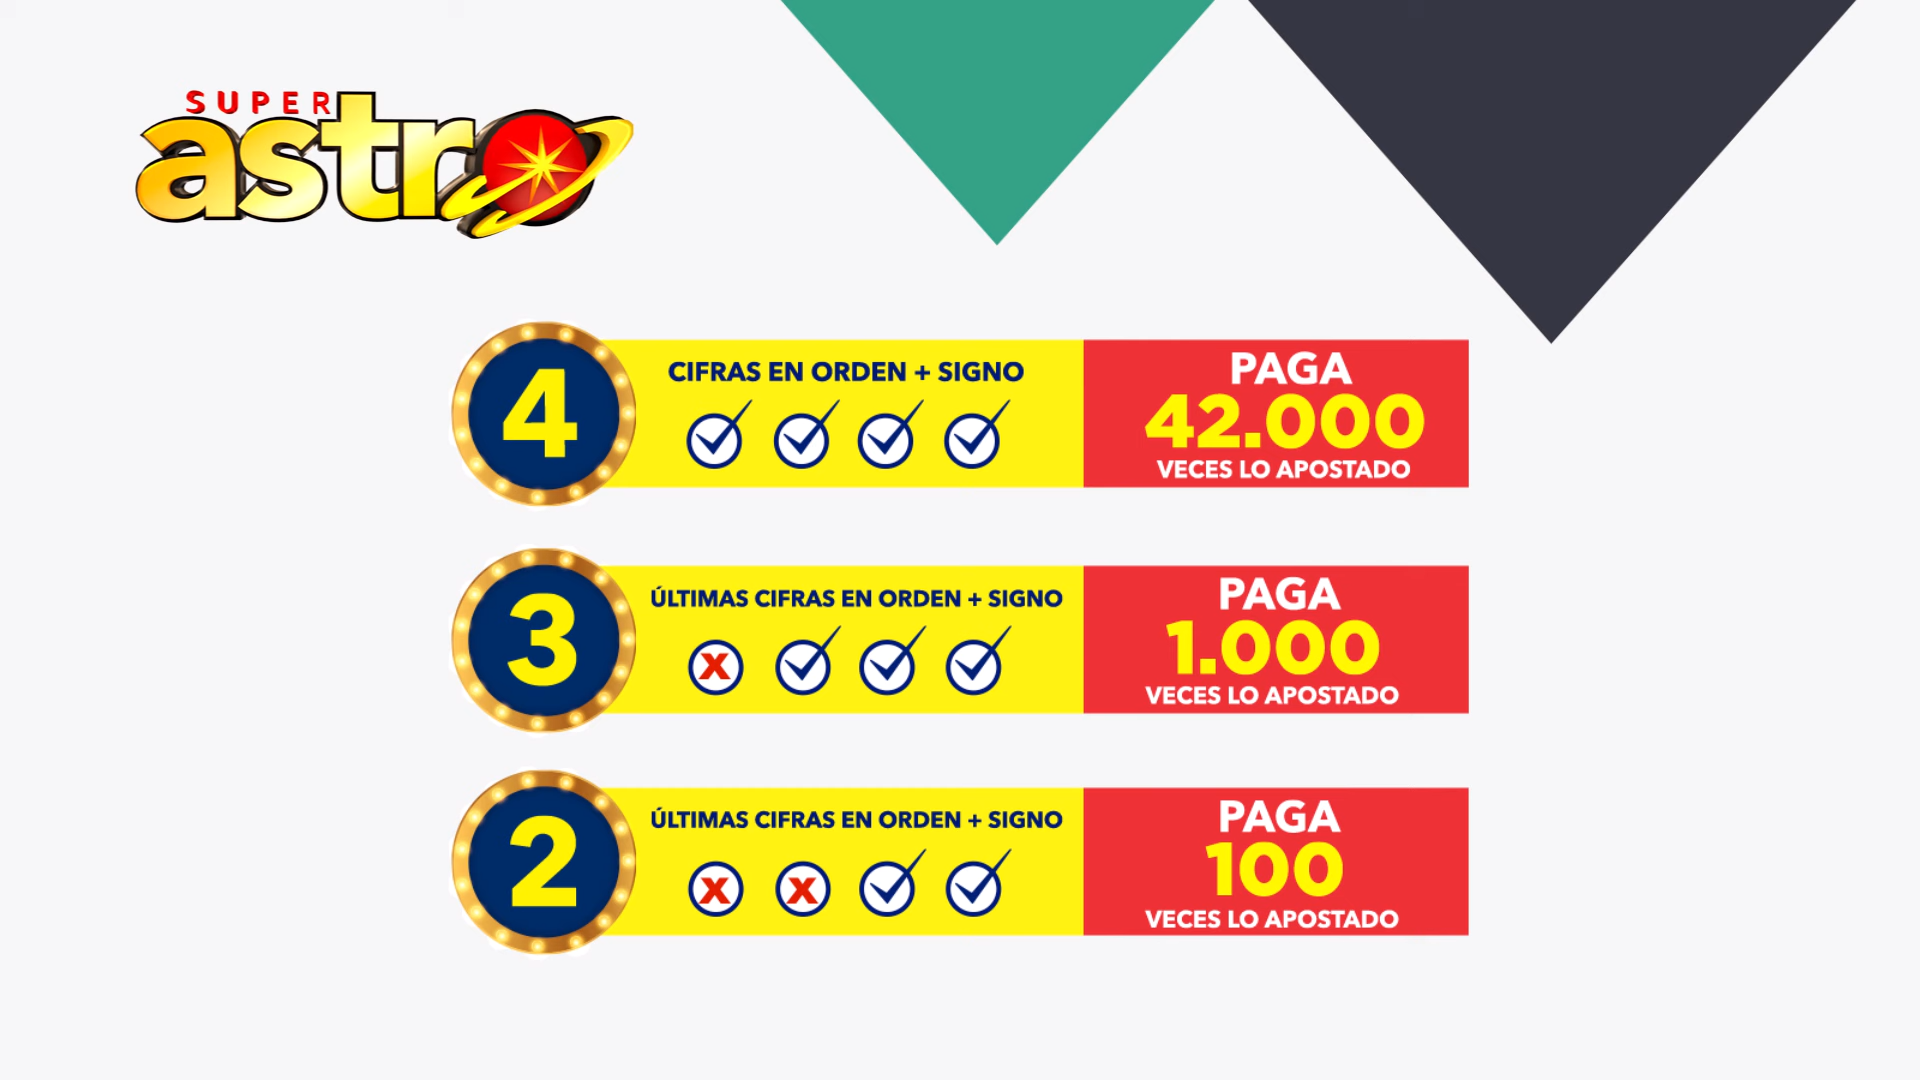 SUPER
astro
4
CIFRAS EN ORDEN + SIGNO
PAGA
42.000
VECES LO APOSTADO
3
ÚLTIMAS CIFRAS EN ORDEN + SIGNO
X
PAGA
1.000
VECES LO APOSTADO
2
ÚLTIMAS CIFRAS EN ORDEN + SIGNO
X X
PAGA
100
VECES LO APOSTADO